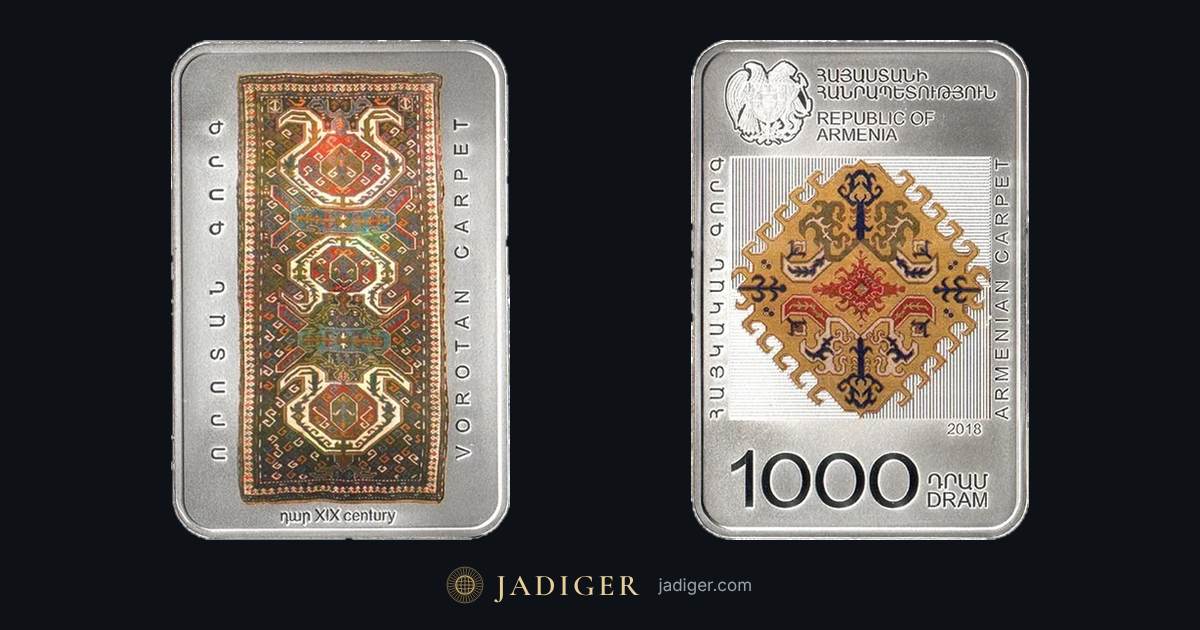 ՈՐՈՏԱՆ ԳՈՐԳ
VOROTAN CARPET
դար XIX century
ՀԱՅԱՍՏԱՆԻ
ՀԱՆՐԱՊԵՏՈՒԹՅՈՒՆ
REPUBLIC OF
ARMENIA
ՀԱՅԿԱԿԱՆ ԳՈՐԳ
ARMENIAN CARPET
2018
1000 ԴՐԱՄ
DRAM
JADIGER jadiger.com